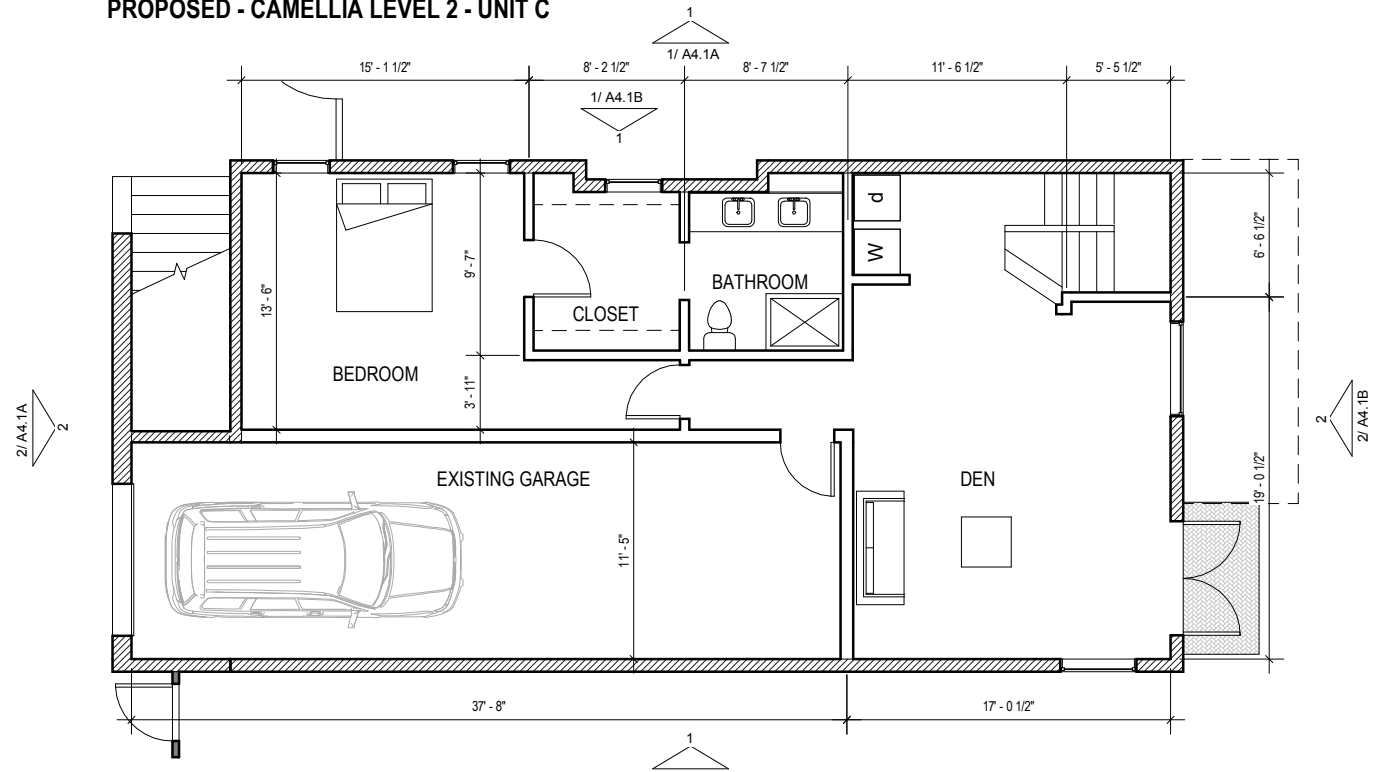 PROPOSED - CAMELLIA LEVEL 2 - UNIT C
1
1/ A4.1A
15' - 1 1/2"
8' - 2 1/2"
8' - 7 1/2"
11' - 6 1/2"
5' - 5 1/2"
1/ A4.1B
1
d
W
6' - 6 1/2"
9' - 7"
13' - 6"
BATHROOM
CLOSET
BEDROOM
3' - 11"
2/ A4.1A
2
2
2/ A4.1B
EXISTING GARAGE
DEN
19' - 0 1/2"
11' - 5"
37' - 8"
17' - 0 1/2"
1